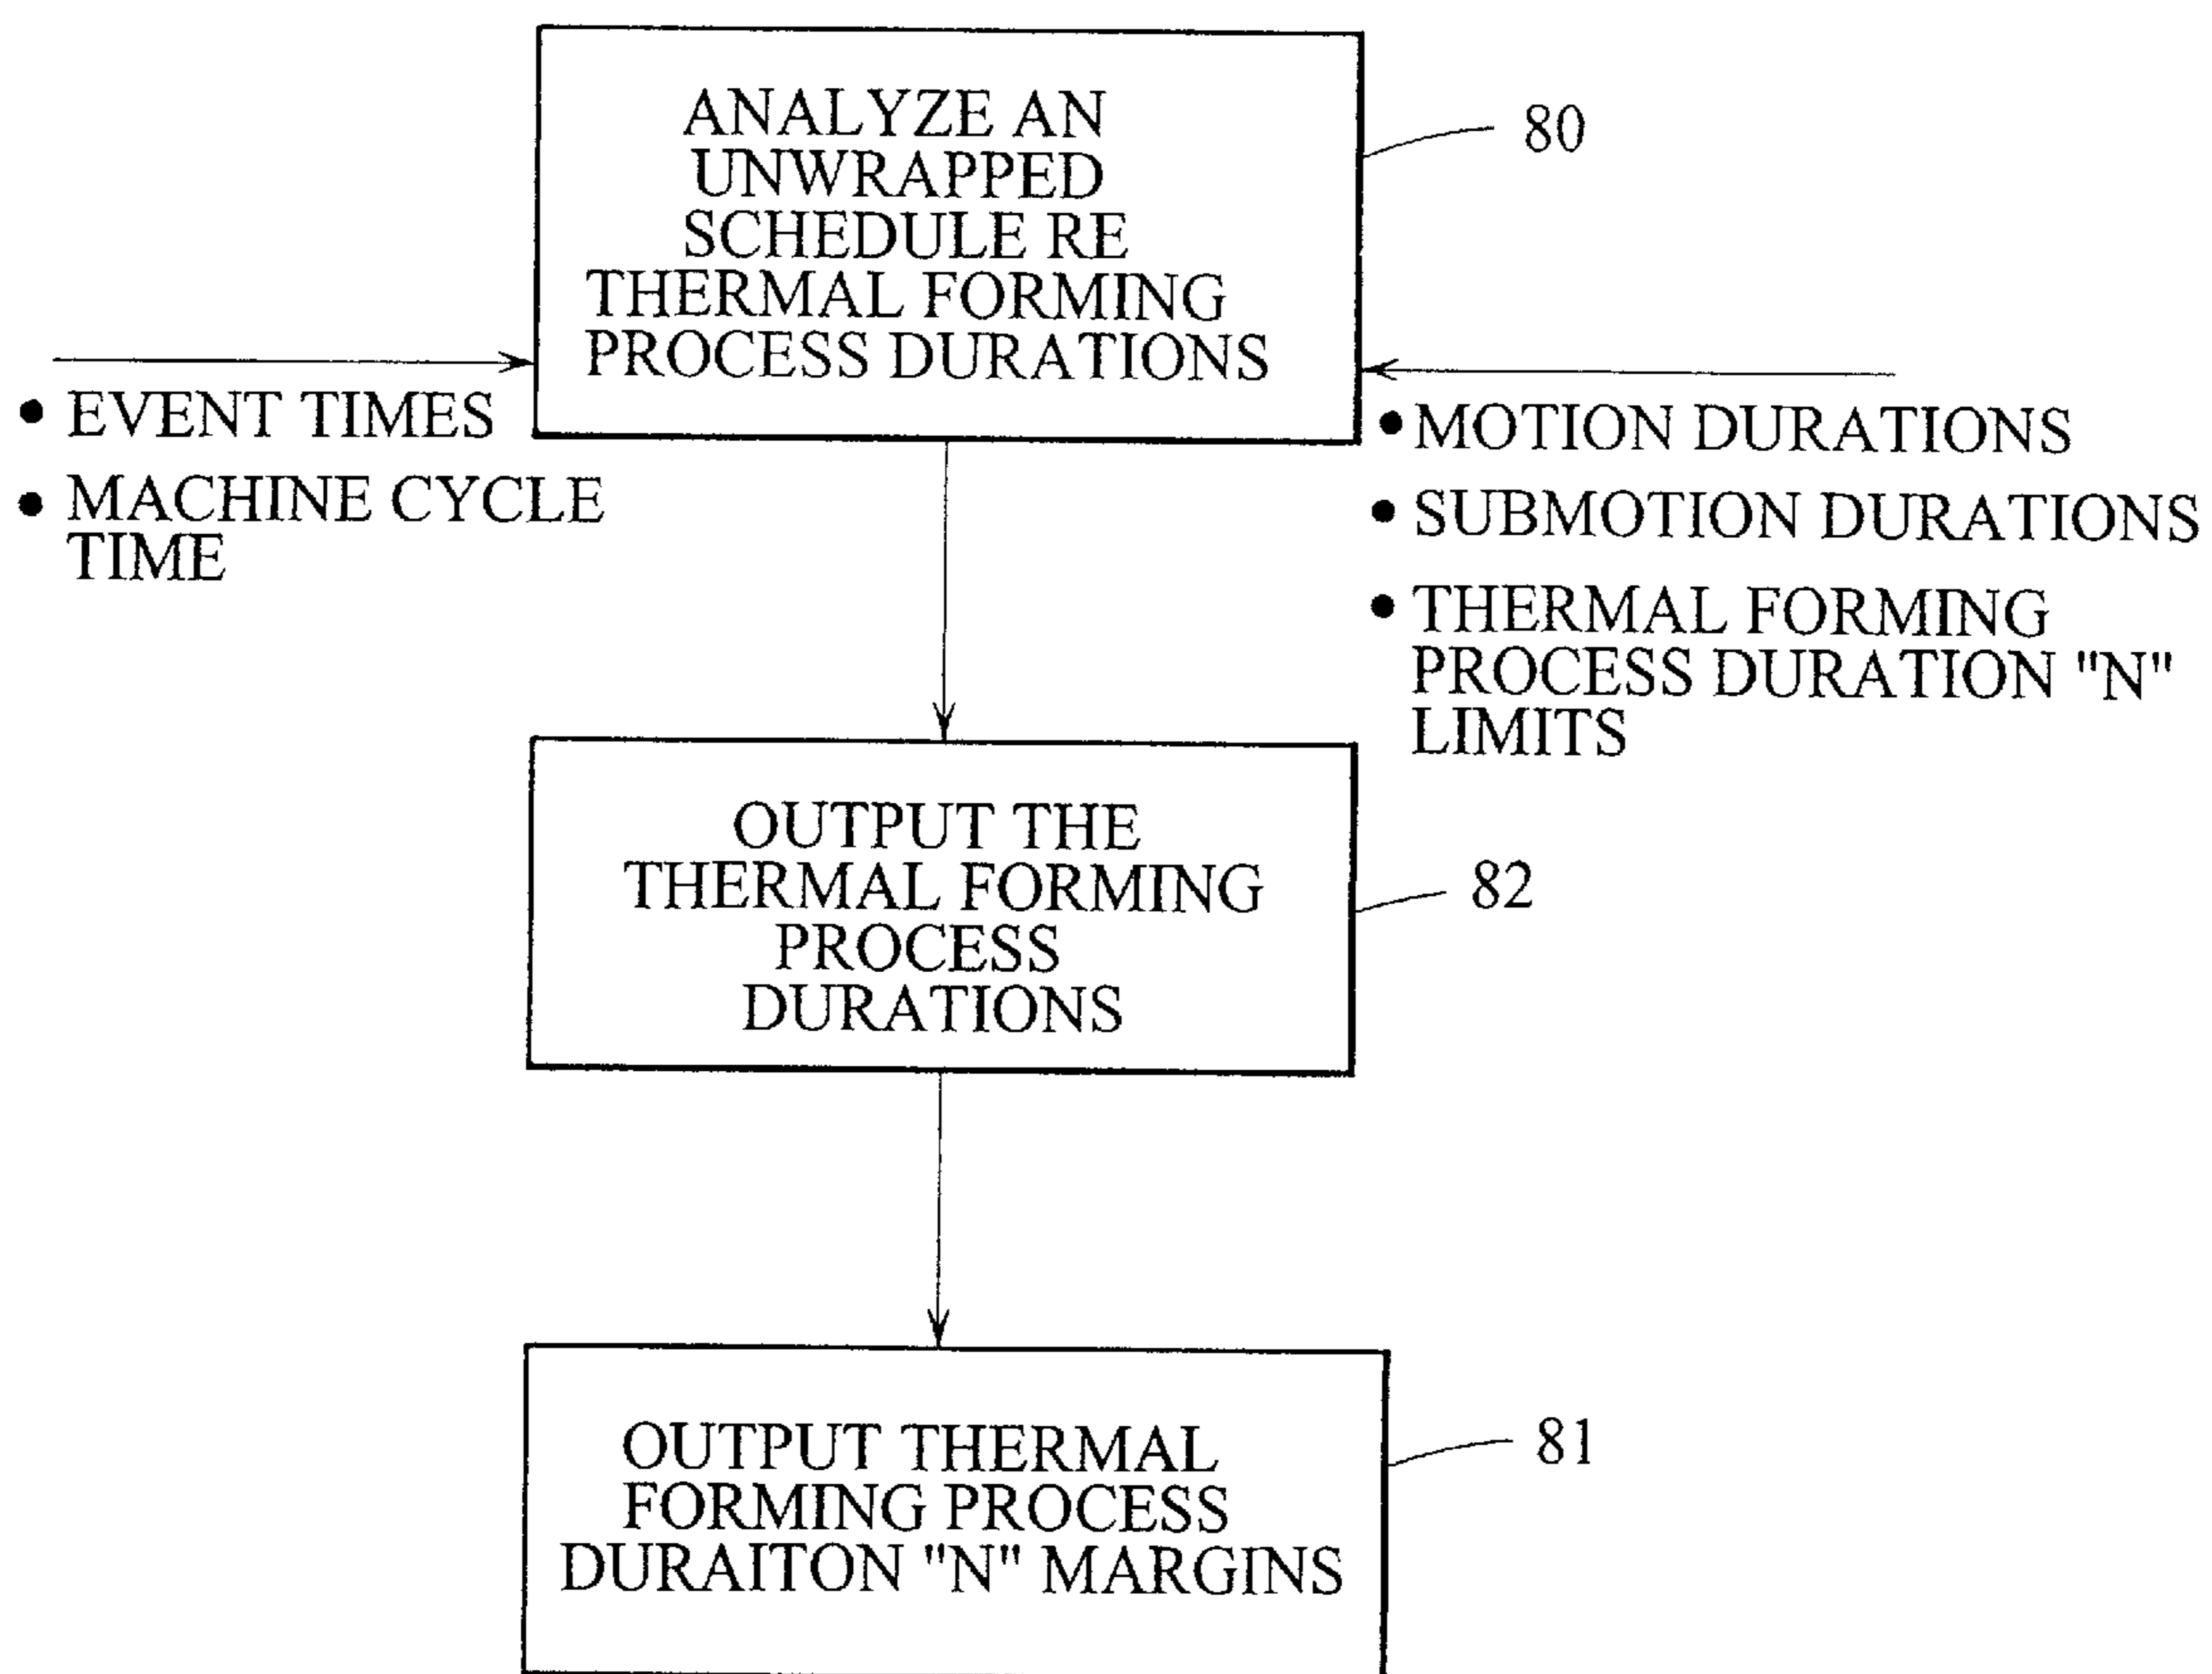 ANALYZE AN
UNWRAPPED
SCHEDULE RE
THERMAL FORMING
PROCESS DURATIONS
80
• EVENT TIMES
• MACHINE CYCLE
TIME
• MOTION DURATIONS
• SUBMOTION DURATIONS
• THERMAL FORMING
PROCESS DURATION "N"
LIMITS
OUTPUT THE
THERMAL FORMING
PROCESS
DURATIONS
82
OUTPUT THERMAL
FORMING PROCESS
DURAITON "N" MARGINS
81